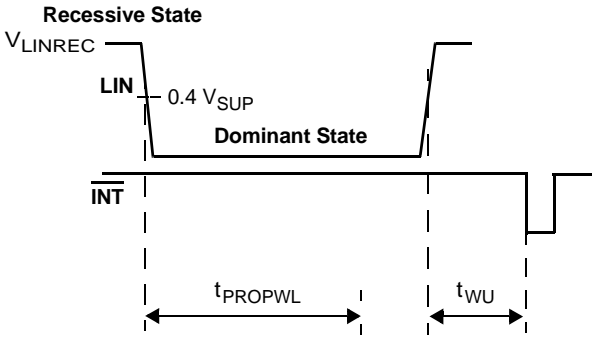 Recessive State
VLINREC
LIN
0.4 VSUP
Dominant State
INT
tPROPWL
tWU